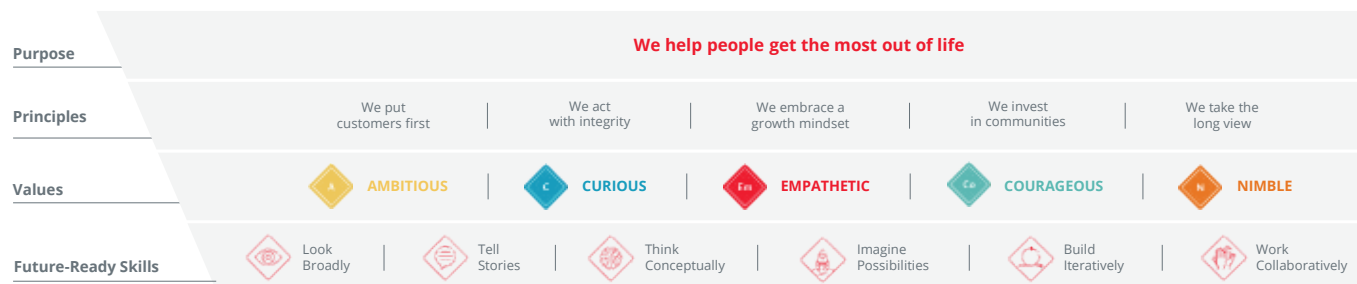 Purpose
We help people get the most out of life
Principles
We put
customers first
We act
with integrity
We embrace a
growth mindset
We invest
in communities
We take the
long view
Values
A
AMBITIOUS
C
CURIOUS
Em
EMPATHETIC
Co
COURAGEOUS
N
NIMBLE
Future-Ready Skills
Look
Broadly
Tell
Stories
Think
Conceptually
Imagine
Possibilities
Build
Iteratively
Work
Collaboratively